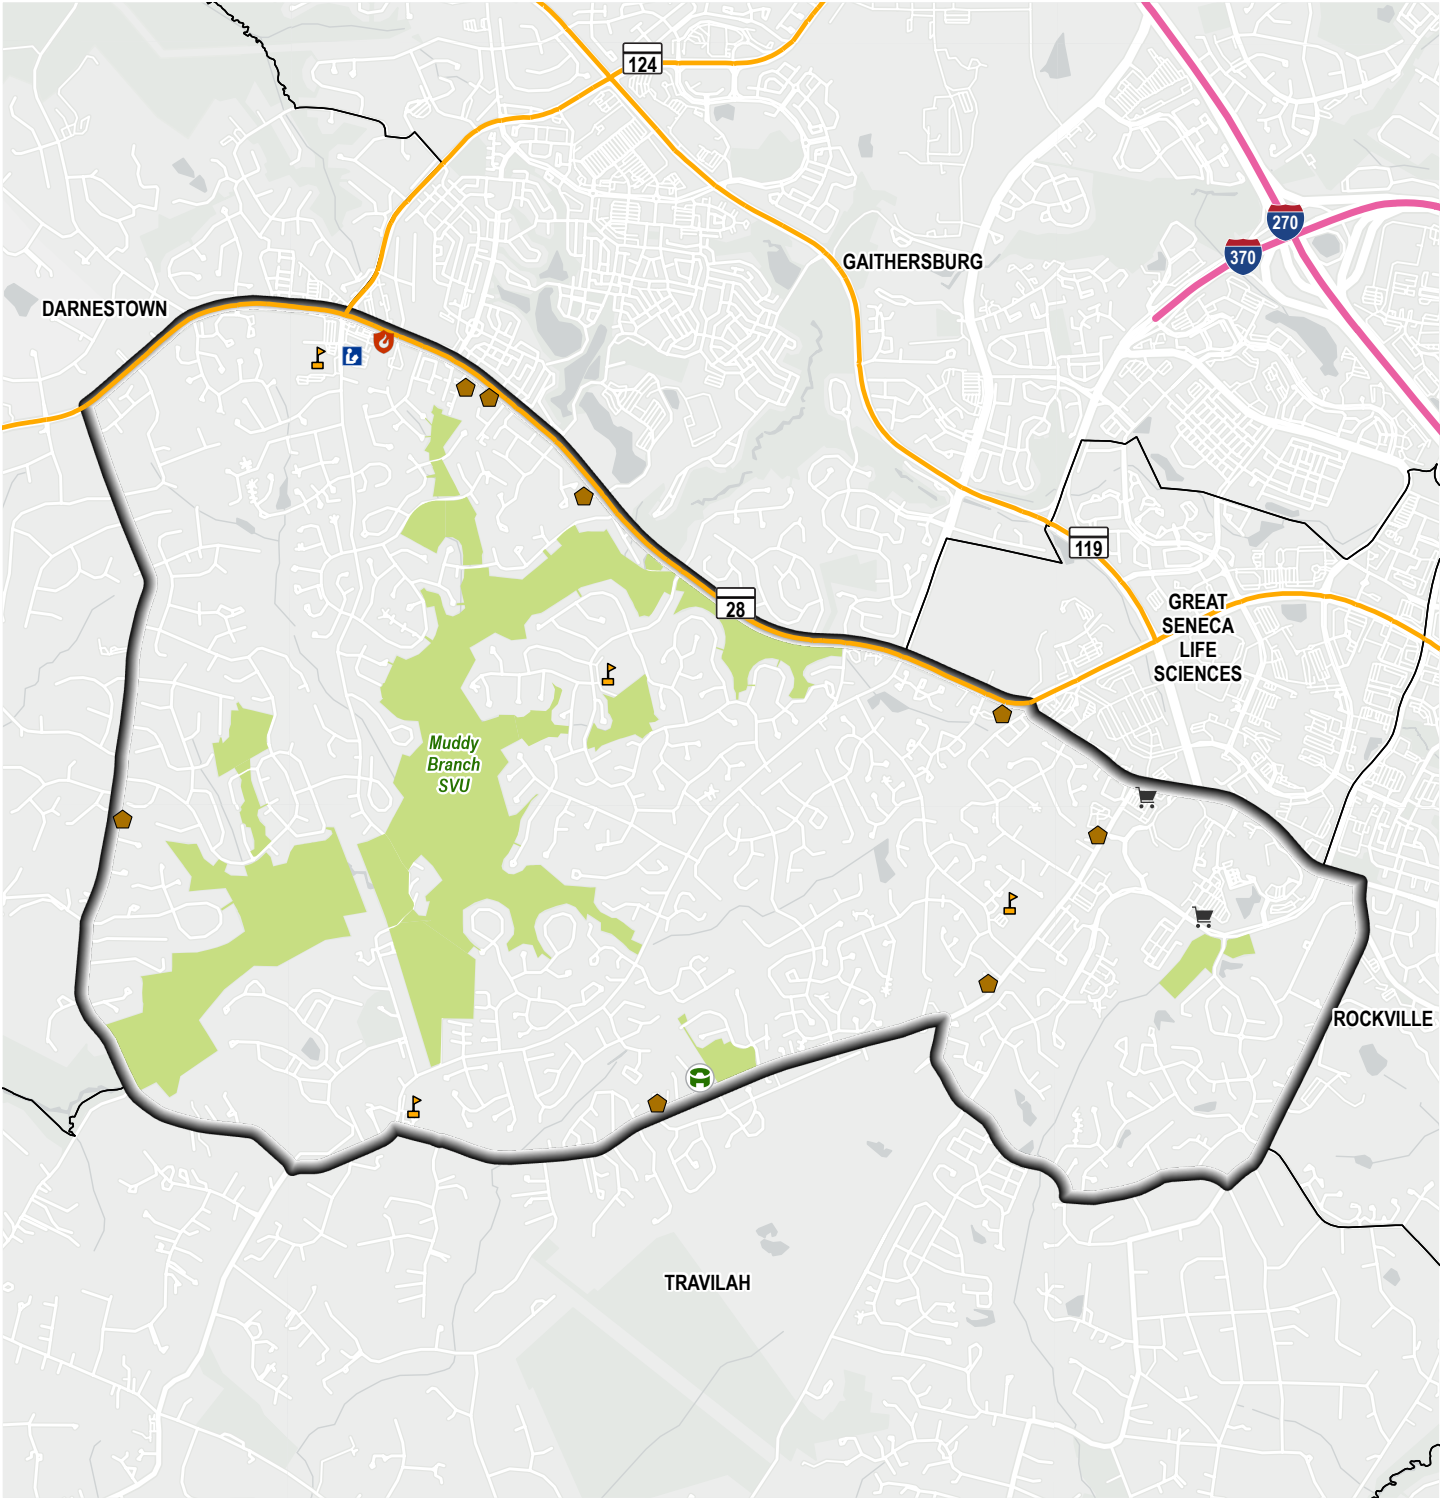 124
270
370
GAITHERSBURG
DARNESTOWN
119
28
GREAT
SENECA
LIFE
SCIENCES
Muddy
Branch
SVU
ROCKVILLE
TRAVILAH